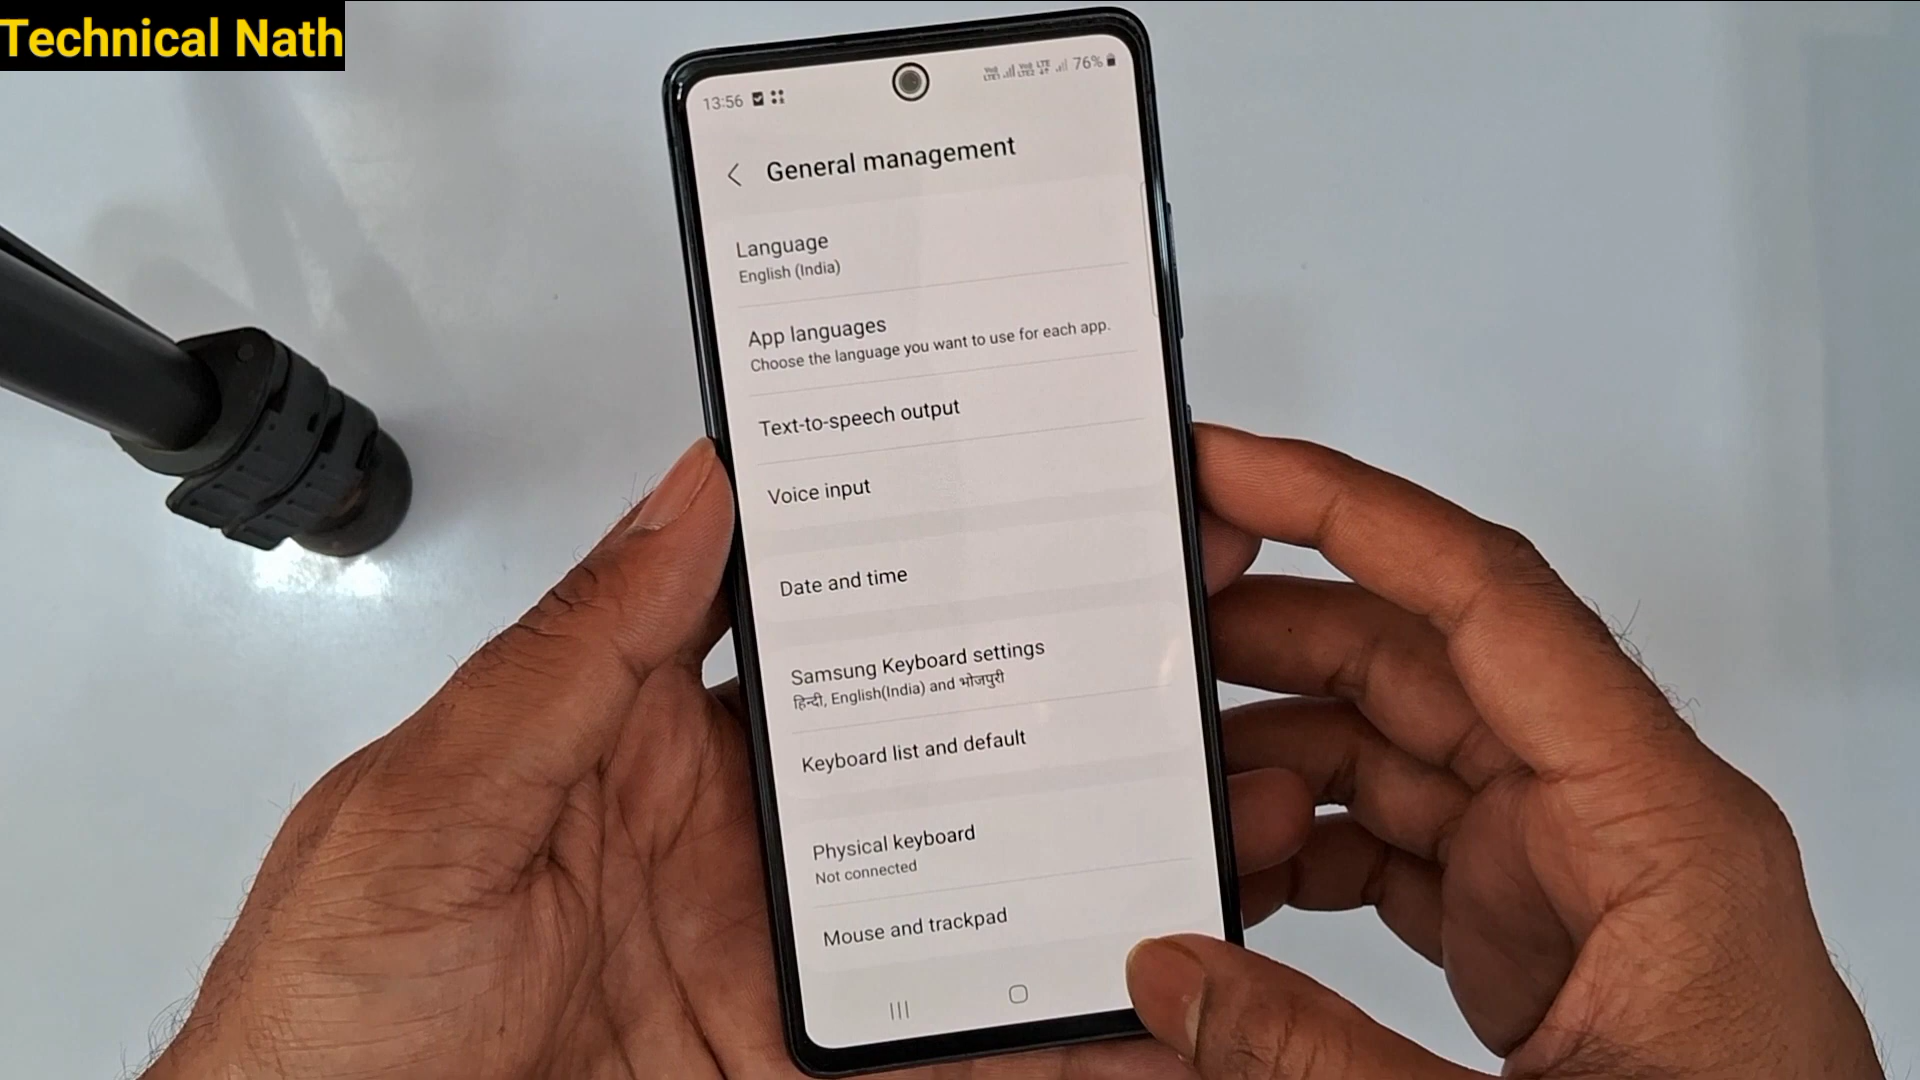 Technical Nath
13:56
76%
General management
Language
English (India)
App languages
Choose the language you want to use for each app.
Text-to-speech output
Voice input
Date and time
Samsung Keyboard settings
हिन्दी, English(India) and भोजपुरी
Keyboard list and default
Physical keyboard
Not connected
Mouse and trackpad